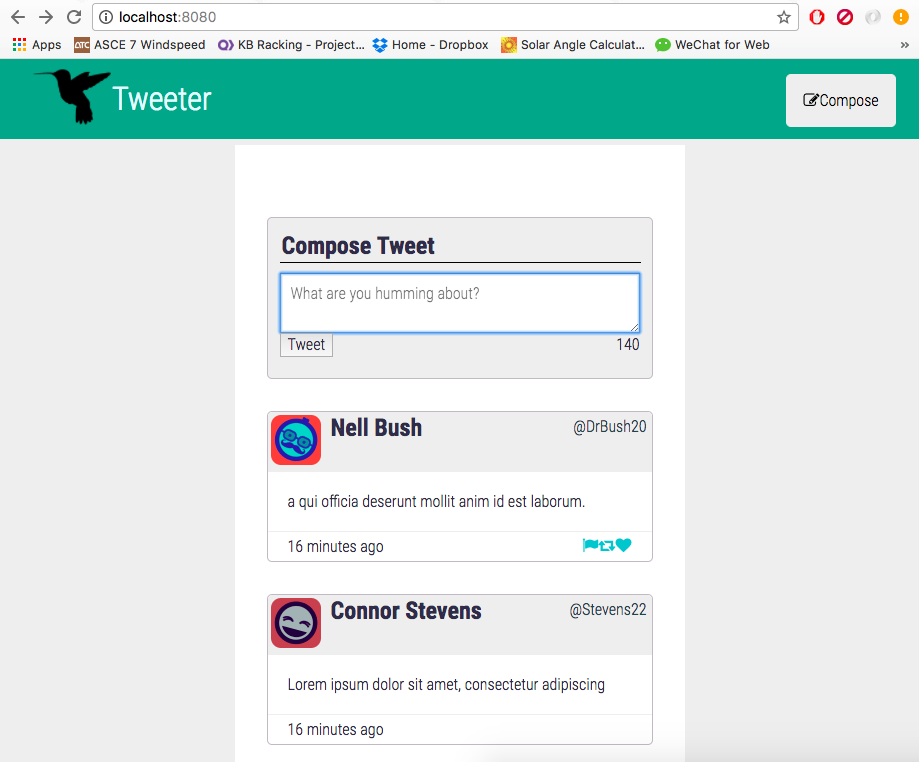 localhost:8080
Apps ASCE 7 Windspeed KB Racking - Project... Home - Dropbox Solar Angle Calculat... WeChat for Web »
Tweeter
Compose
Compose Tweet
What are you humming about?
Tweet 140
Nell Bush @DrBush20
a qui officia deserunt mollit anim id est laborum.
16 minutes ago
Connor Stevens @Stevens22
Lorem ipsum dolor sit amet, consectetur adipiscing
16 minutes ago